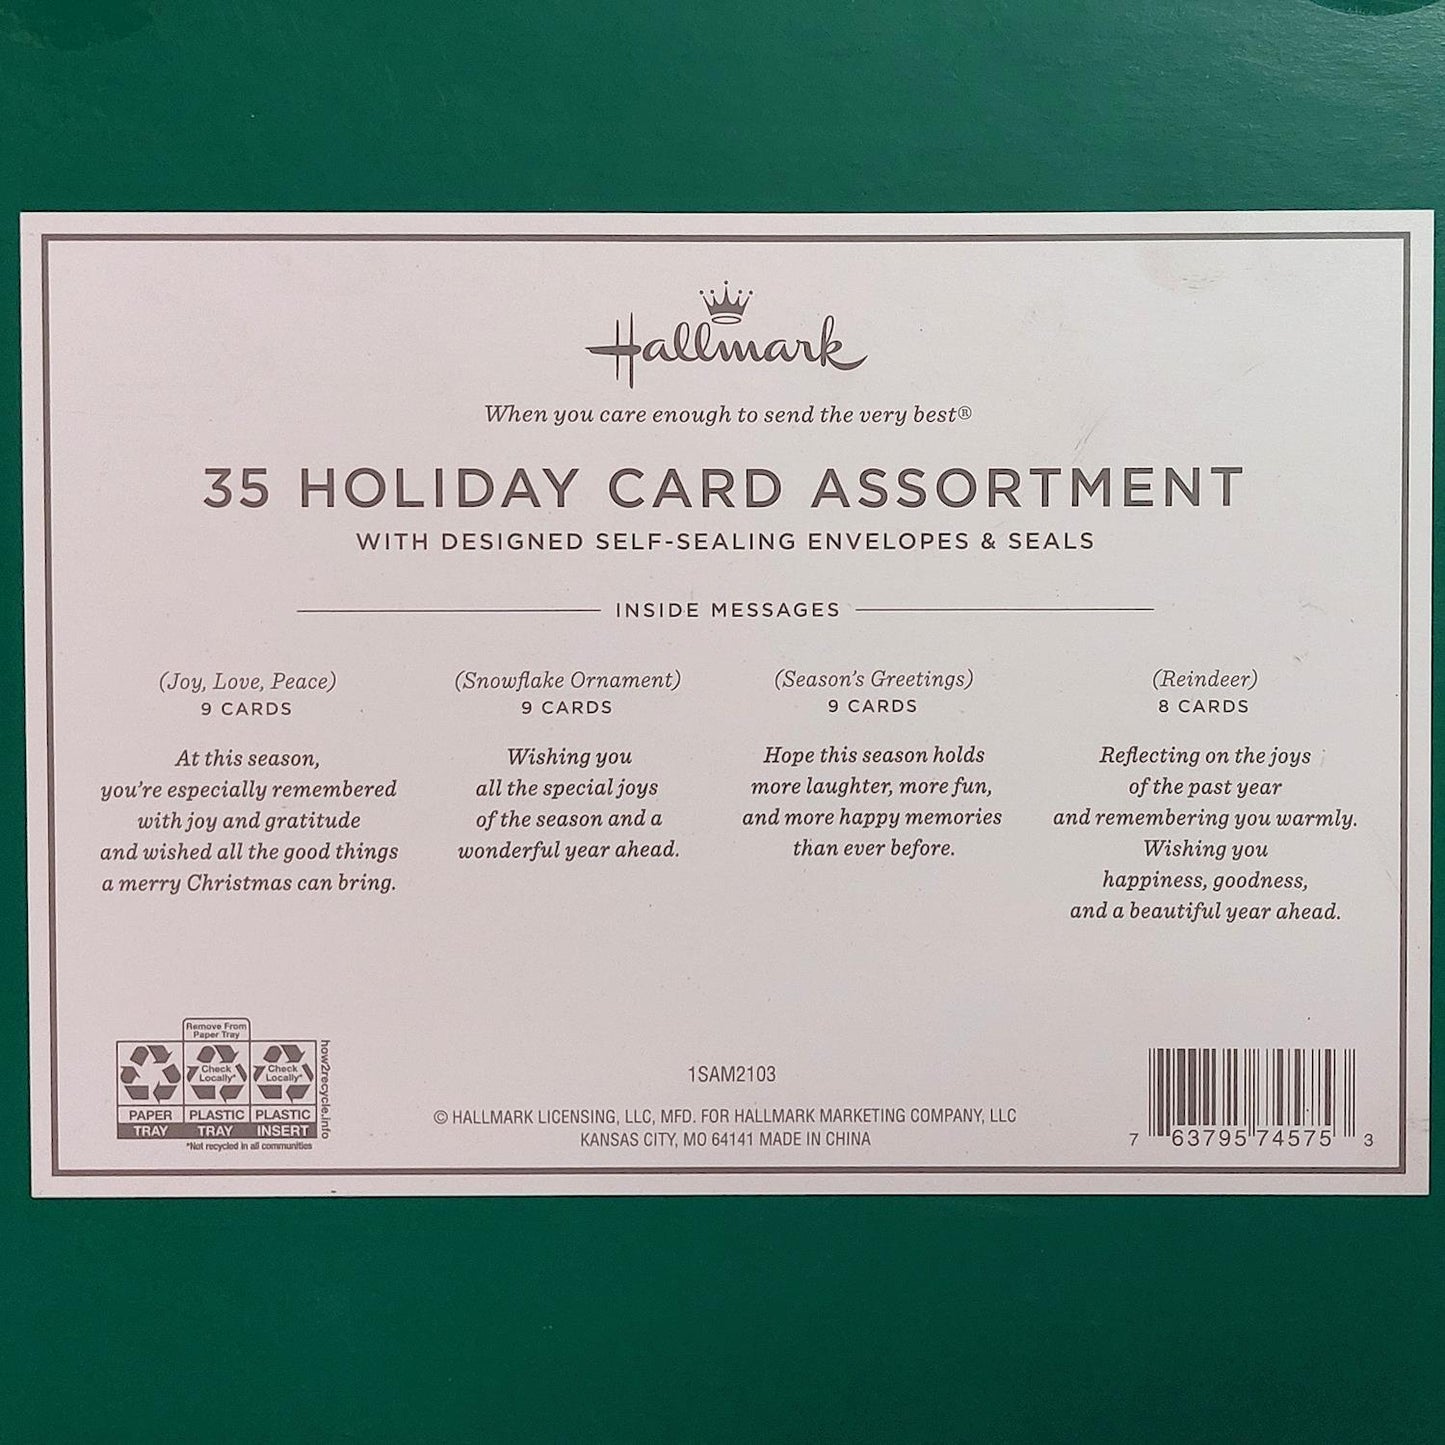 Hallmark
When you care enough to send the very best®
35 HOLIDAY CARD ASSORTMENT
WITH DESIGNED SELF-SEALING ENVELOPES & SEALS
INSIDE MESSAGES
(Joy, Love, Peace)
9 CARDS
At this season,
you're especially remembered
with joy and gratitude
and wished all the good things
a merry Christmas can bring.
(Snowflake Ornament)
9 CARDS
Wishing you
all the special joys
of the season and a
wonderful year ahead.
(Season's Greetings)
9 CARDS
Hope this season holds
more laughter, more fun,
and more happy memories
than ever before.
(Reindeer)
8 CARDS
Reflecting on the joys
of the past year
and remembering you warmly.
Wishing you
happiness, goodness,
and a beautiful year ahead.
Remove From
Paper Tray
Check
Locally*
Check
Locally*
PAPER
TRAY
PLASTIC
TRAY
PLASTIC
INSERT
how2recycle.info
*Not recycled in all communities
1SAM2103
© HALLMARK LICENSING, LLC, MFD. FOR HALLMARK MARKETING COMPANY, LLC
KANSAS CITY, MO 64141 MADE IN CHINA
7 63795 74575 3